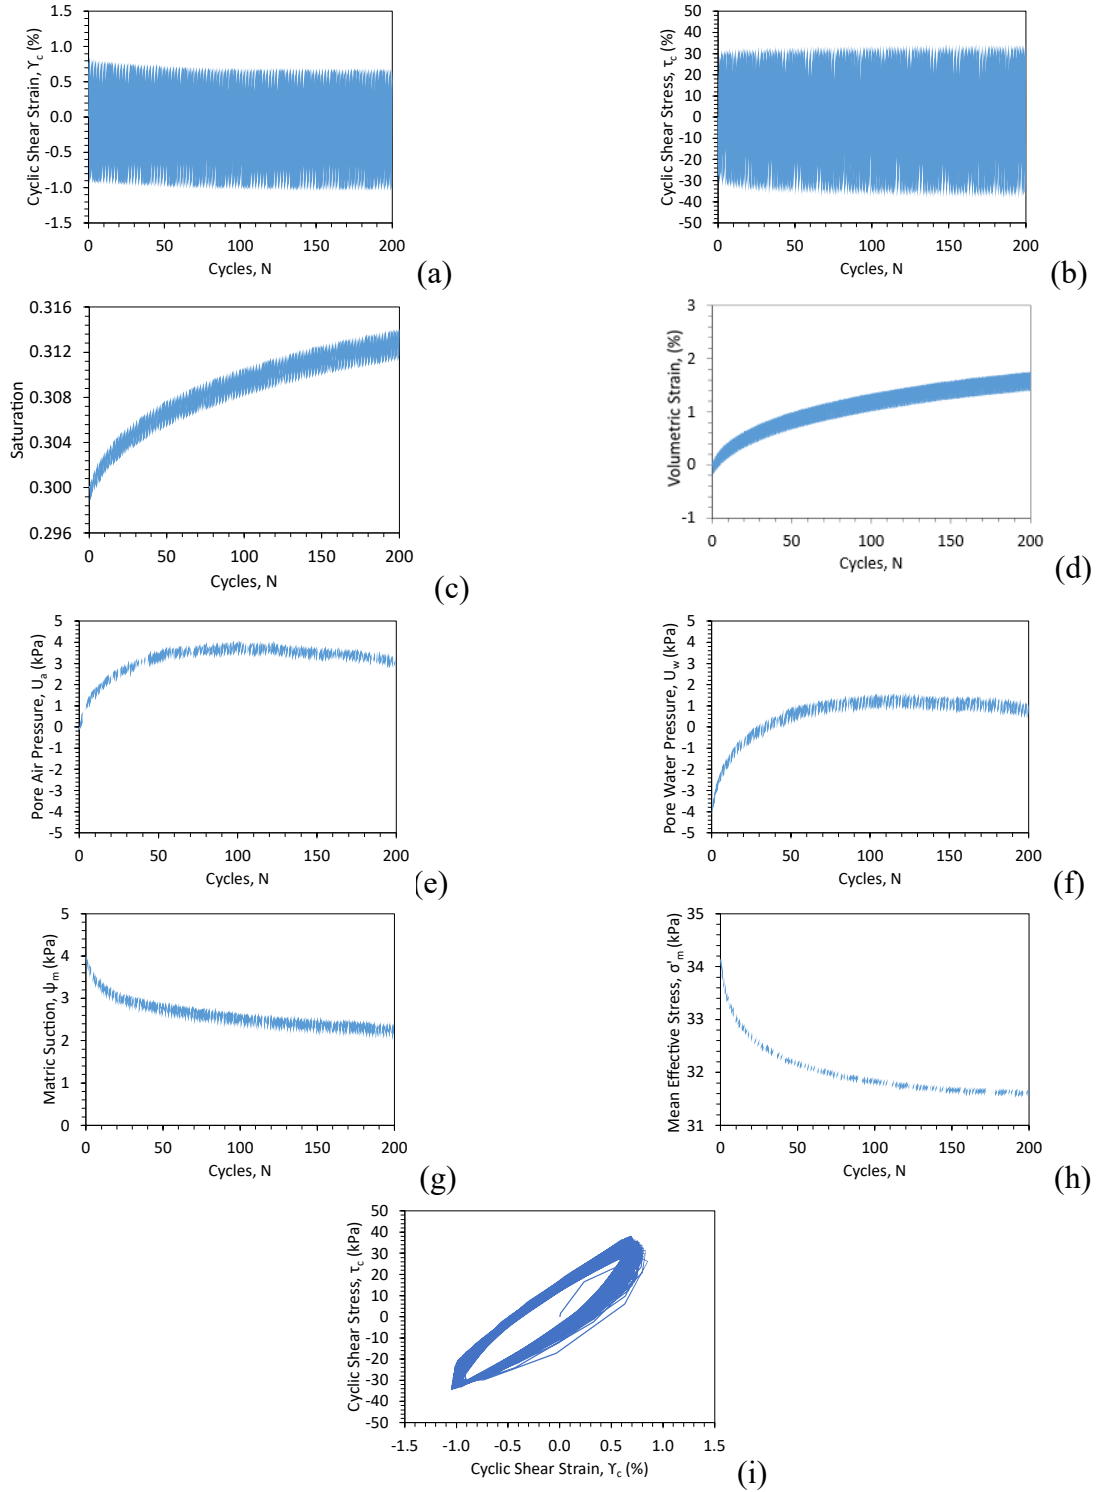 1.5
1.0
0.5
0.0
-0.5
-1.0
-1.5
Cyclic Shear Strain, ϒc (%)
0 50 100 150 200
Cycles, N
(a)
50
40
30
20
10
0
-10
-20
-30
-40
-50
Cyclic Shear Stress, τc (%)
0 50 100 150 200
Cycles, N
(b)
0.316
0.312
0.308
0.304
0.300
0.296
Saturation
0 50 100 150 200
Cycles, N
(c)
3
2
1
0
-1
Volumetric Strain, (%)
0 50 100 150 200
Cycles, N
(d)
5
4
3
2
1
0
-1
-2
-3
-4
-5
Pore Air Pressure, Ua (kPa)
0 50 100 150 200
Cycles, N
(e)
5
4
3
2
1
0
-1
-2
-3
-4
-5
Pore Water Pressure, Uw (kPa)
0 50 100 150 200
Cycles, N
(f)
5
4
3
2
1
0
Matric Suction, ψm (kPa)
0 50 100 150 200
Cycles, N
(g)
35
34
33
32
31
Mean Effective Stress, σ'm (kPa)
0 50 100 150 200
Cycles, N
(h)
50
40
30
20
10
0
-10
-20
-30
-40
-50
Cyclic Shear Stress, τc (kPa)
-1.5 -1.0 -0.5 0.0 0.5 1.0 1.5
Cyclic Shear Strain, ϒc (%)
(i)